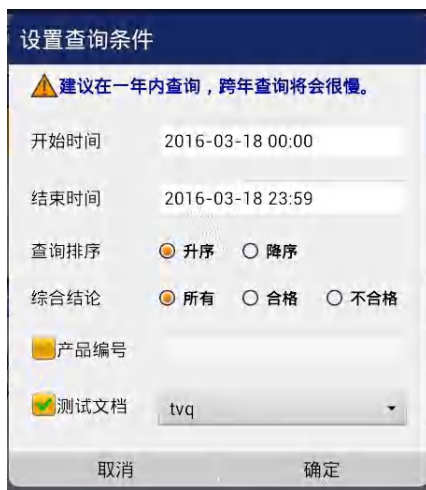 设置查询条件
建议在一年内查询，跨年查询将会很慢。
开始时间 2016-03-18 00:00
结束时间 2016-03-18 23:59
查询排序 升序 降序
综合结论 所有 合格 不合格
产品编号
测试文档 tvq
取消 确定